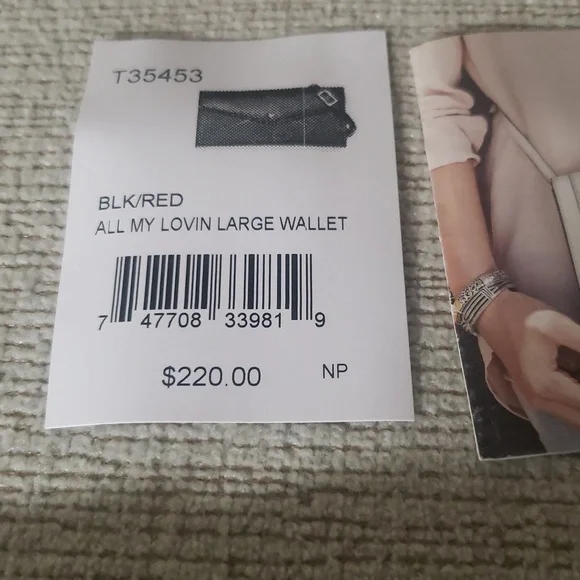 T35453
BLK/RED
ALL MY LOVIN LARGE WALLET
7 47708 33981 9
$220.00 NP